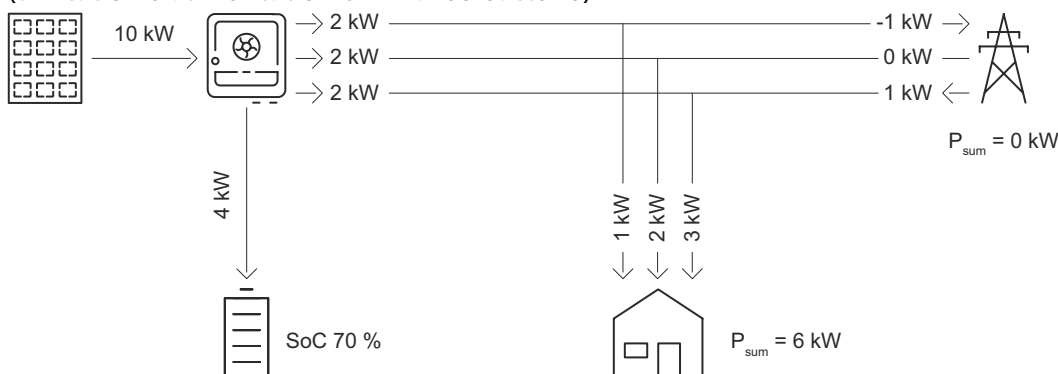 10 kW
2 kW
-1 kW
2 kW
0 kW
2 kW
1 kW
P_sum = 0 kW
4 kW
1 kW
2 kW
3 kW
SoC 70 %
P_sum = 6 kW